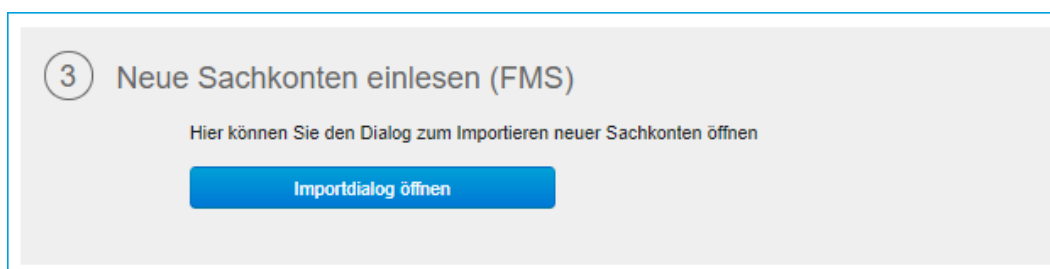 3 Neue Sachkonten einlesen (FMS)
Hier können Sie den Dialog zum Importieren neuer Sachkonten öffnen
Importdialog öffnen